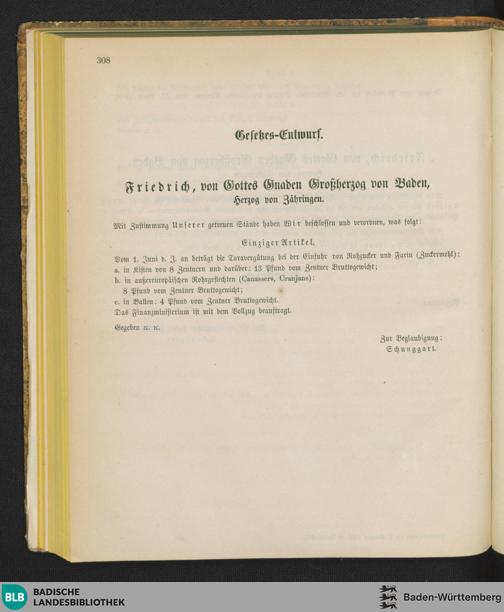 308
Gesetzes-Entwurf.
Friedrich, von Gottes Gnaden Großherzog von Baden,
Herzog von Zähringen.
Mit Zustimmung Unserer getreuen Stände haben Wir beschlossen und verordnen, was folgt:
Einziger Artikel.
Vom 1. Juni d. J. an beträgt die Taravergütung bei der Einfuhr von Rohzucker und Farin (Zuckermehl):
a. in Kisten von 8 Zentnern und darüber: 13 Pfund vom Zentner Bruttogewicht;
b. in außereuropäischen Rohrgeflechten (Canassers, Cranjans):
8 Pfund vom Zentner Bruttogewicht;
c. in Ballen: 4 Pfund vom Zentner Bruttogewicht.
Das Finanzministerium ist mit dem Vollzug beauftragt.
Gegeben ꝛc. ꝛc.
Zur Beglaubigung:
Schunggart.
BLB BADISCHE
LANDESBIBLIOTHEK
Baden-Württemberg